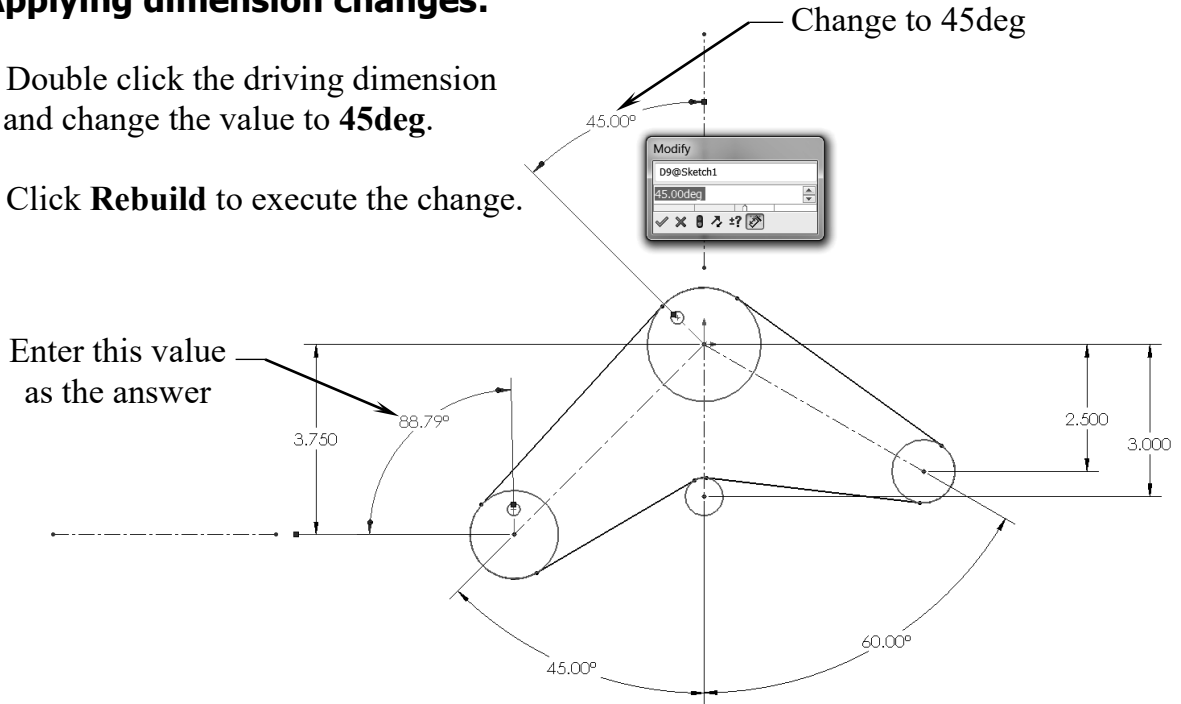 Applying dimension changes:
Change to 45deg
Double click the driving dimension
and change the value to 45deg.
Click Rebuild to execute the change.
45.00°
Modify
D9@Sketch1
45.00deg
±?
Enter this value
as the answer
88.79°
3.750
2.500
3.000
45.00°
60.00°